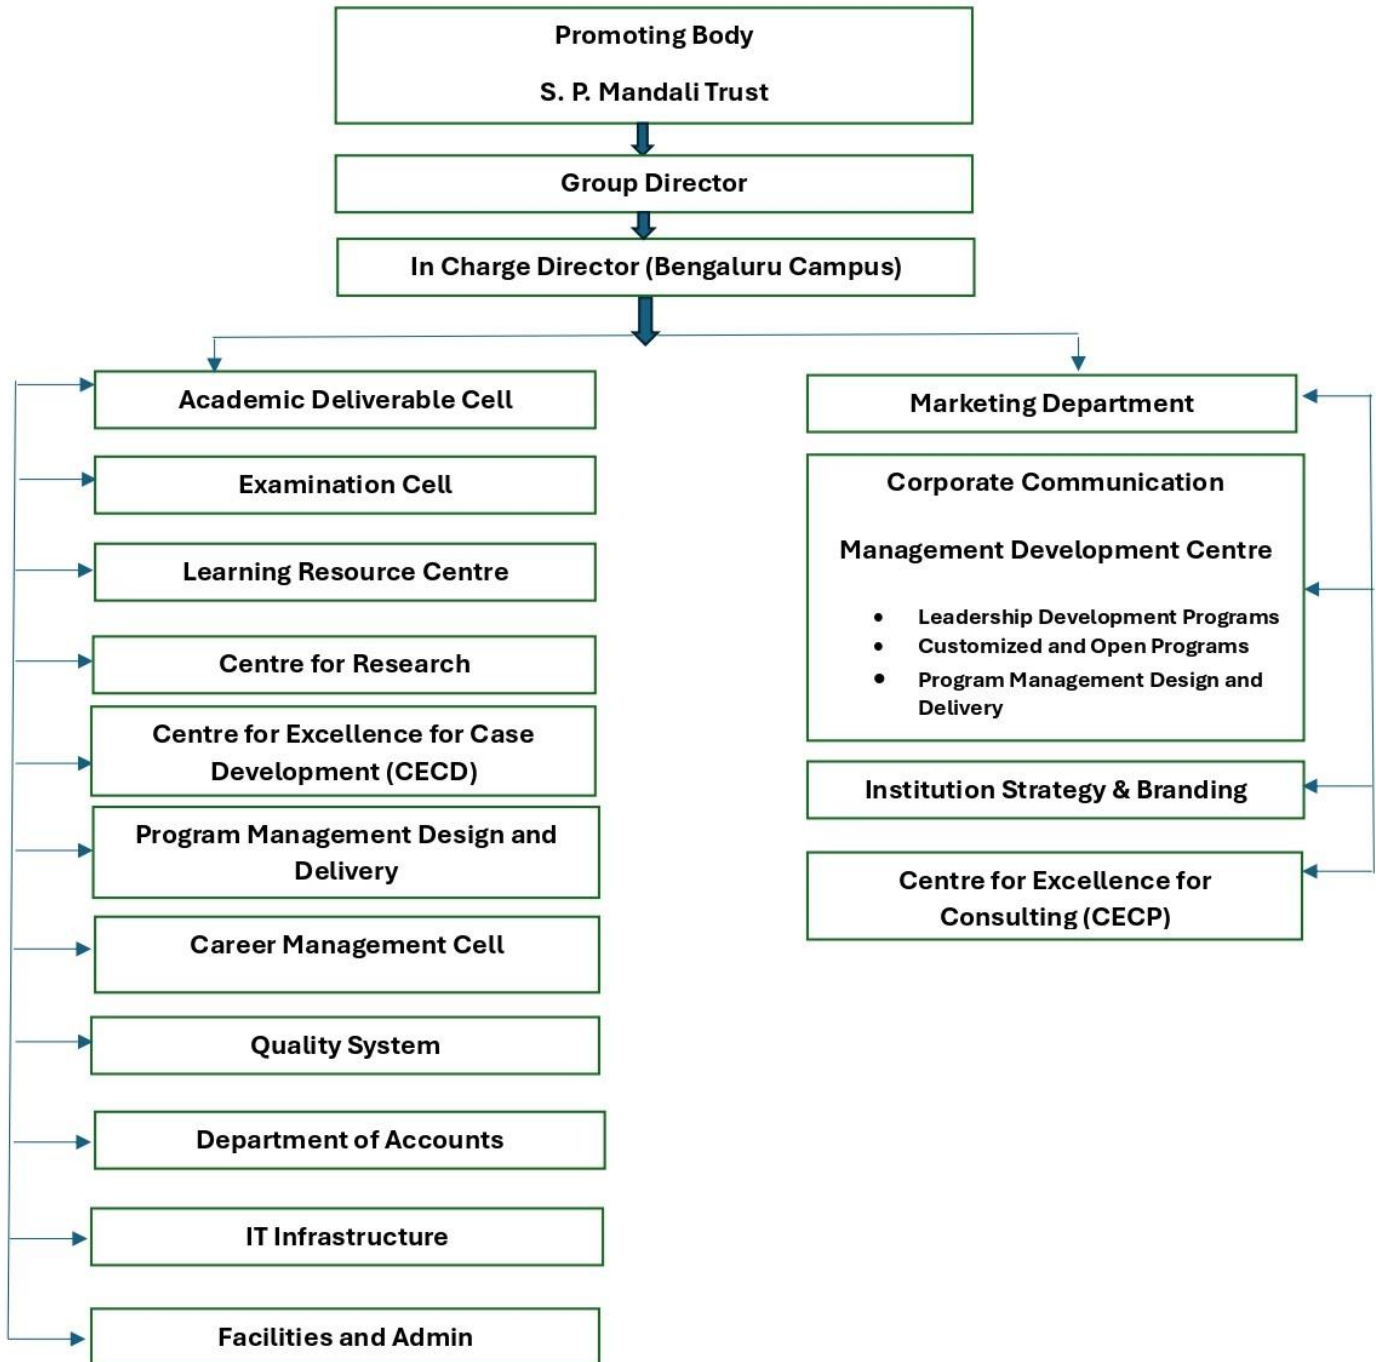 Promoting Body
S. P. Mandali Trust
Group Director
In Charge Director (Bengaluru Campus)
Academic Deliverable Cell
Examination Cell
Learning Resource Centre
Centre for Research
Centre for Excellence for Case
Development (CECD)
Program Management Design and
Delivery
Career Management Cell
Quality System
Department of Accounts
IT Infrastructure
Facilities and Admin
Marketing Department
Corporate Communication
Management Development Centre
• Leadership Development Programs
• Customized and Open Programs
• Program Management Design and
Delivery
Institution Strategy & Branding
Centre for Excellence for
Consulting (CECP)